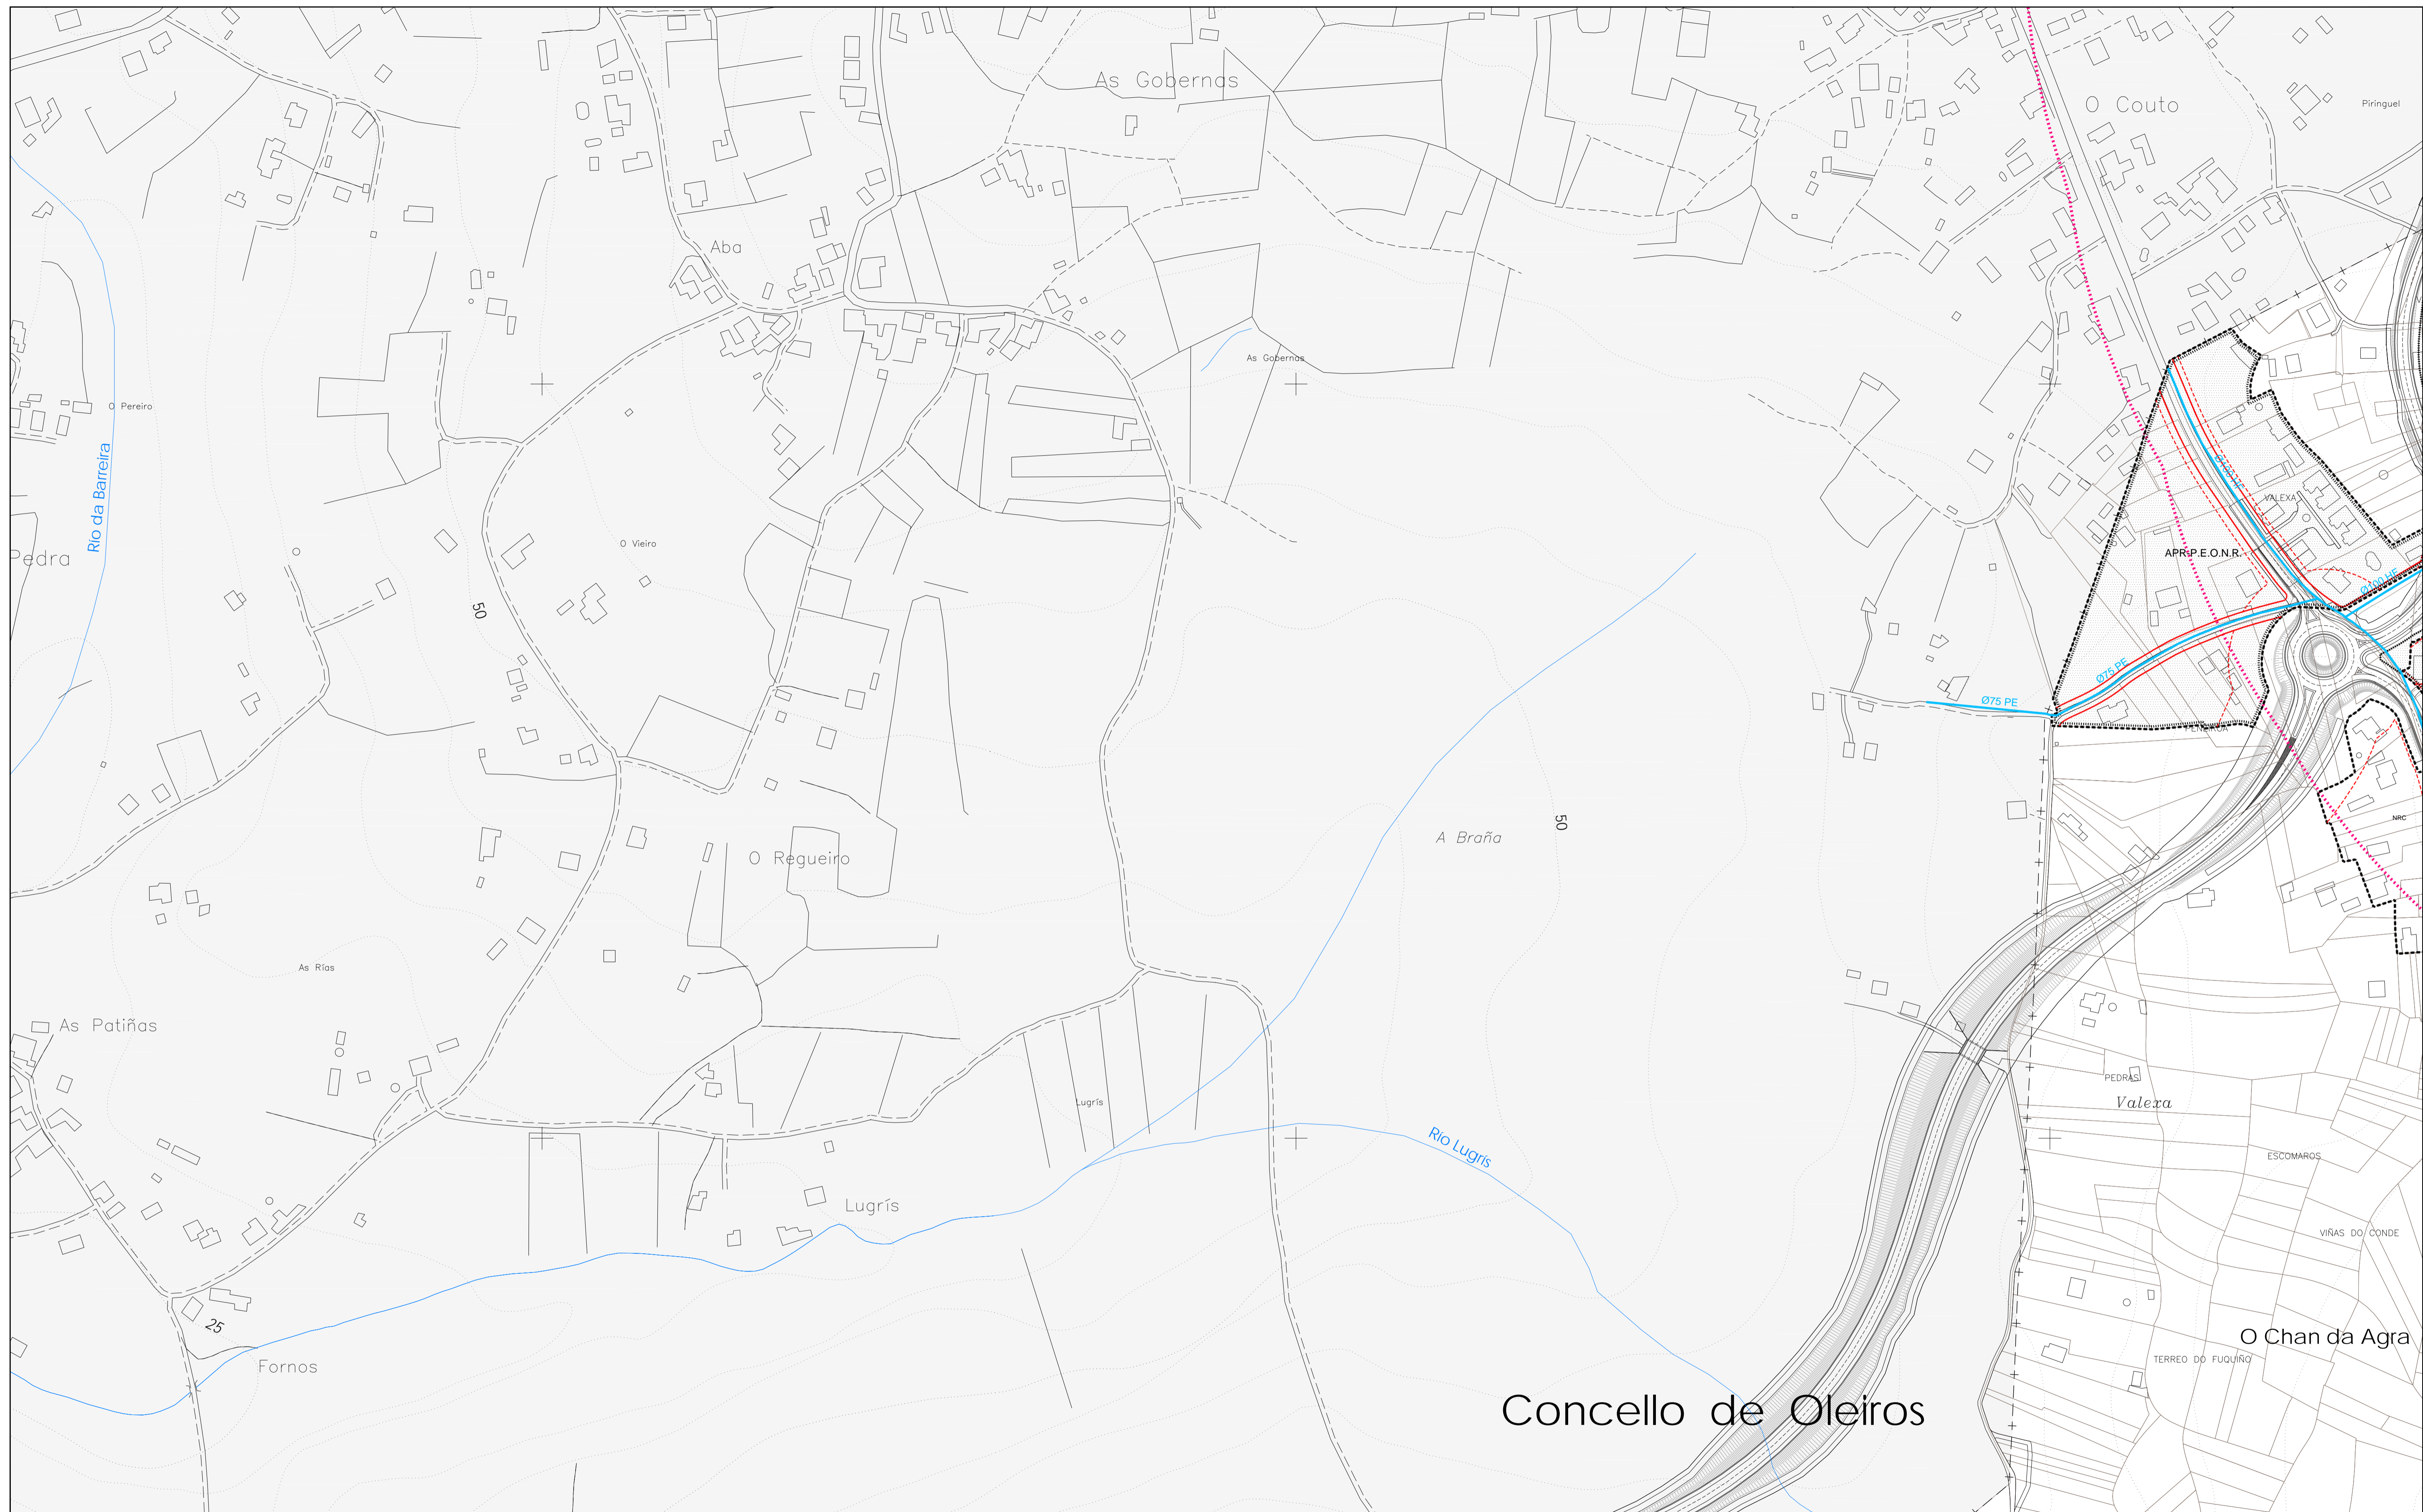 As Gobernas
O Couto
Piringuel
Aba
As Gobernas
O Pereiro
Río da Barreira
Pedra
O Vieiro
50
VALEXA
APR-P.E.O.N.R.
Ø100 HF
Ø75 PE
Ø75 PE
A Braña
50
NRC
O Regueiro
As Rías
As Patiñas
Lugrís
PEDRAS
Valexa
Río Lugrís
ESCOMAROS
Lugrís
VIÑAS DO CONDE
25
Fornos
O Chan da Agra
TERREO DO FUQUIÑO
Concello de Oleiros